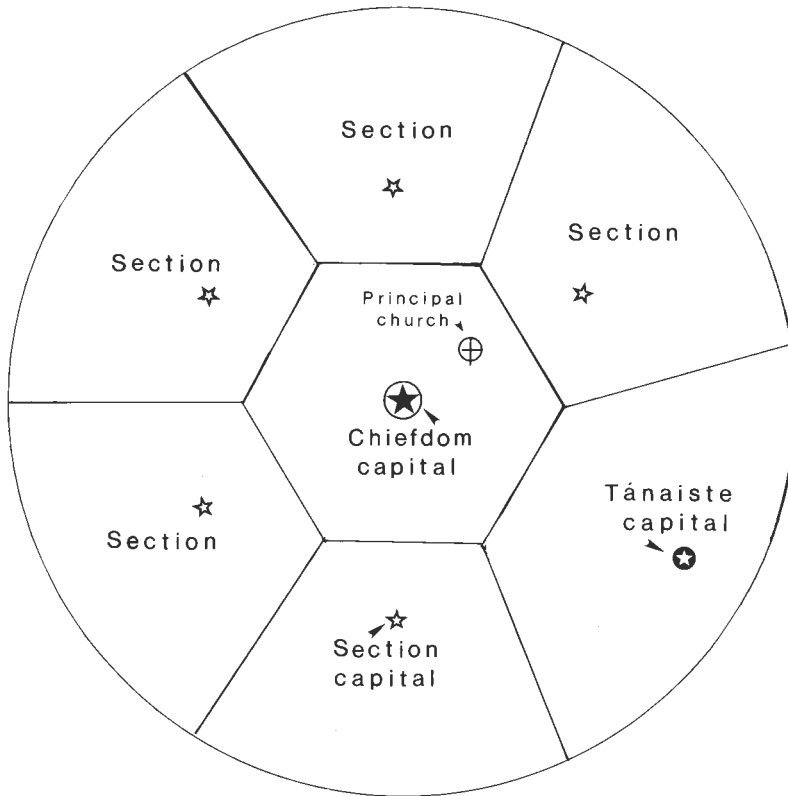 Section
Section
Section
Principal
church
Chiefdom
capital
Tánaiste
capital
Section
Section
capital